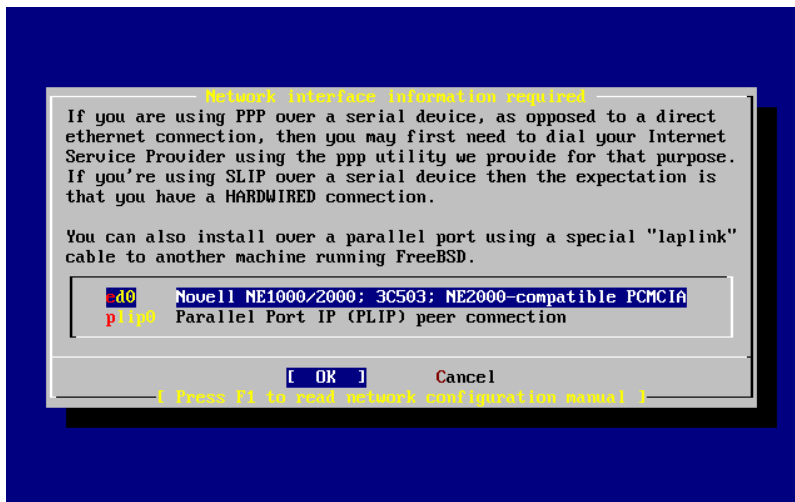 Network interface information required
If you are using PPP over a serial device, as opposed to a direct
ethernet connection, then you may first need to dial your Internet
Service Provider using the ppp utility we provide for that purpose.
If you're using SLIP over a serial device then the expectation is
that you have a HARDWIRED connection.
You can also install over a parallel port using a special "laplink"
cable to another machine running FreeBSD.
ed0 Novell NE1000/2000; 3C503; NE2000-compatible PCMCIA
plip0 Parallel Port IP (PLIP) peer connection
[ OK ] Cancel
[ Press F1 to read network configuration manual ]